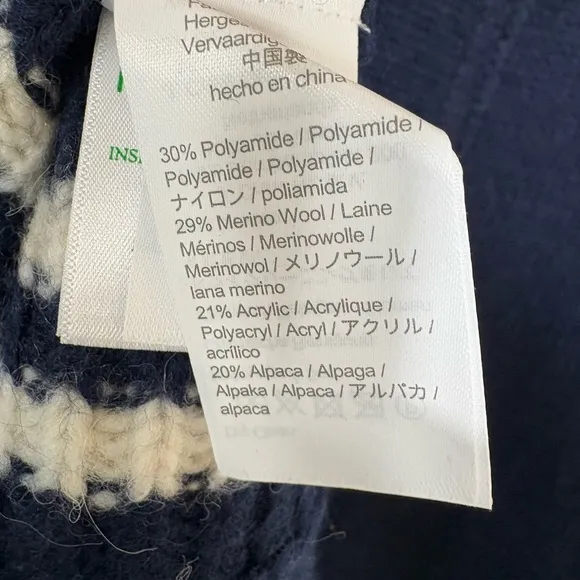 Herge
Vervaardig
中国製
hecho en china
INS
30% Polyamide / Polyamide /
Polyamide / Polyamide /
ナイロン / poliamida
29% Merino Wool / Laine
Mérinos / Merinowolle /
Merinowol / メリノウール /
lana merino
21% Acrylic / Acrylique /
Polyacryl / Acryl / アクリル /
acrílico
20% Alpaca / Alpaga /
Alpaka / Alpaca / アルパカ /
alpaca